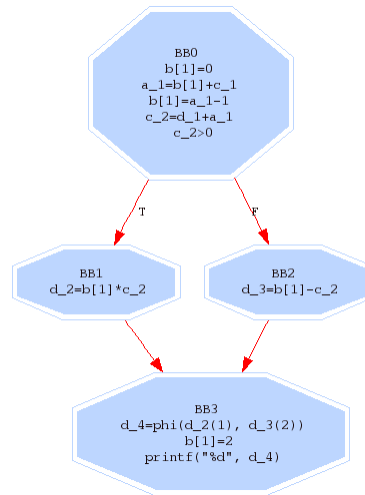 BB0
b[1]=0
a_1=b[1]+c_1
b[1]=a_1-1
c_2=d_1+a_1
c_2>0
T
F
BB1
d_2=b[1]*c_2
BB2
d_3=b[1]-c_2
BB3
d_4=phi(d_2(1), d_3(2))
b[1]=2
printf("%d", d_4)